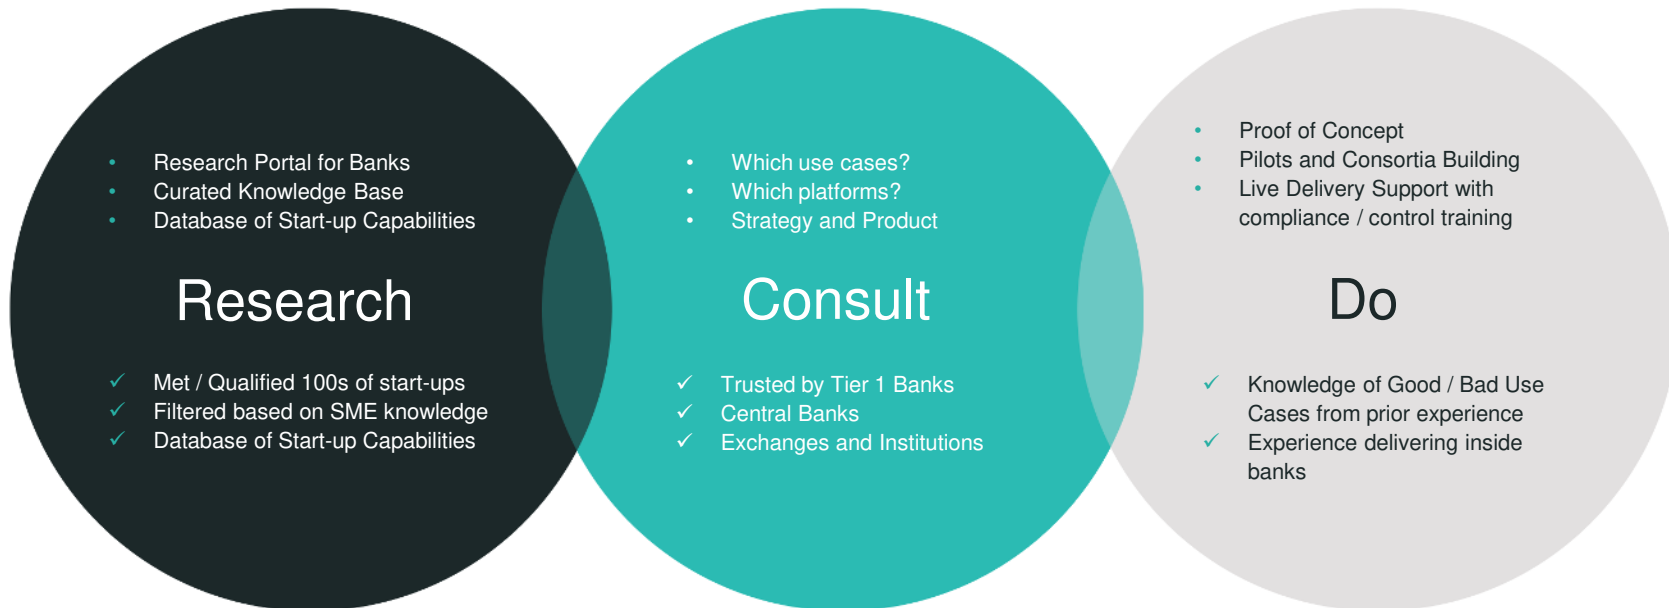 • Research Portal for Banks
• Curated Knowledge Base
• Database of Start-up Capabilities
Research
✓ Met / Qualified 100s of start-ups
✓ Filtered based on SME knowledge
✓ Database of Start-up Capabilities
• Which use cases?
• Which platforms?
• Strategy and Product
Consult
✓ Trusted by Tier 1 Banks
✓ Central Banks
✓ Exchanges and Institutions
• Proof of Concept
• Pilots and Consortia Building
• Live Delivery Support with
compliance / control training
Do
✓ Knowledge of Good / Bad Use
Cases from prior experience
✓ Experience delivering inside
banks